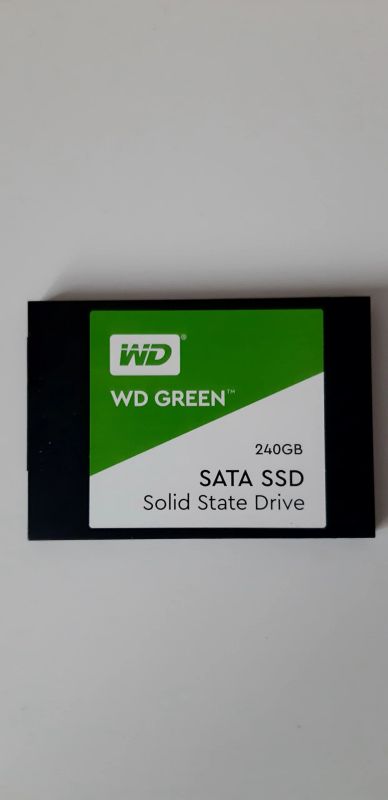 WD®
WD GREEN™
240GB
SATA SSD
Solid State Drive